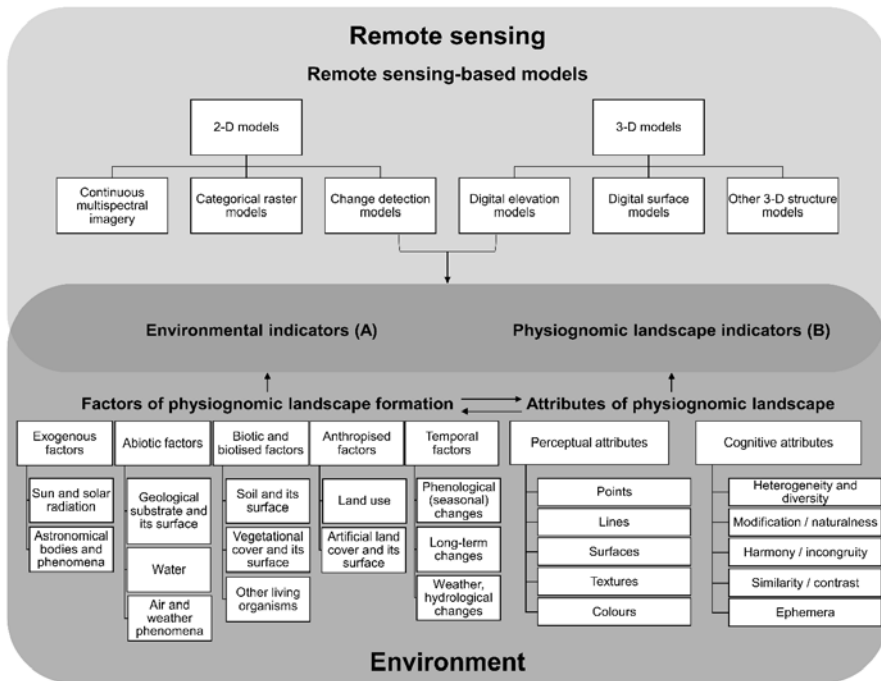 Remote sensing
Remote sensing-based models
2-D models
3-D models
Continuous
multispectral
imagery
Categorical raster
models
Change detection
models
Digital elevation
models
Digital surface
models
Other 3-D structure
models
Environmental indicators (A)
Physiognomic landscape indicators (B)
Factors of physiognomic landscape formation
Attributes of physiognomic landscape
Exogenous
factors
Abiotic factors
Biotic and
biotised factors
Anthropised
factors
Temporal
factors
Perceptual attributes
Cognitive attributes
Sun and solar
radiation
Astronomical
bodies and
phenomena
Geological
substrate and
its surface
Water
Air and
weather
phenomena
Soil and its
surface
Vegetational
cover and its
surface
Other living
organisms
Land use
Artificial land
cover and its
surface
Phenological
(seasonal)
changes
Long-term
changes
Weather,
hydrological
changes
Points
Lines
Surfaces
Textures
Colours
Heterogeneity and
diversity
Modification / naturalness
Harmony / incongruity
Similarity / contrast
Ephemera
Environment